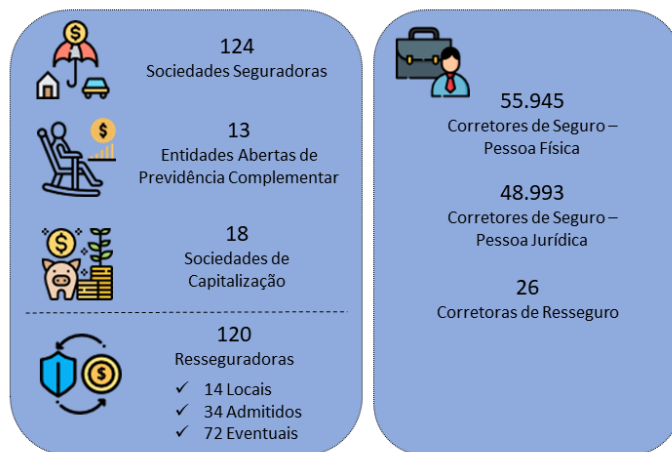 124
Sociedades Seguradoras
13
Entidades Abertas de
Previdência Complementar
18
Sociedades de
Capitalização
120
Resseguradoras
✓ 14 Locais
✓ 34 Admitidos
✓ 72 Eventuais
55.945
Corretores de Seguro –
Pessoa Física
48.993
Corretores de Seguro –
Pessoa Jurídica
26
Corretoras de Resseguro